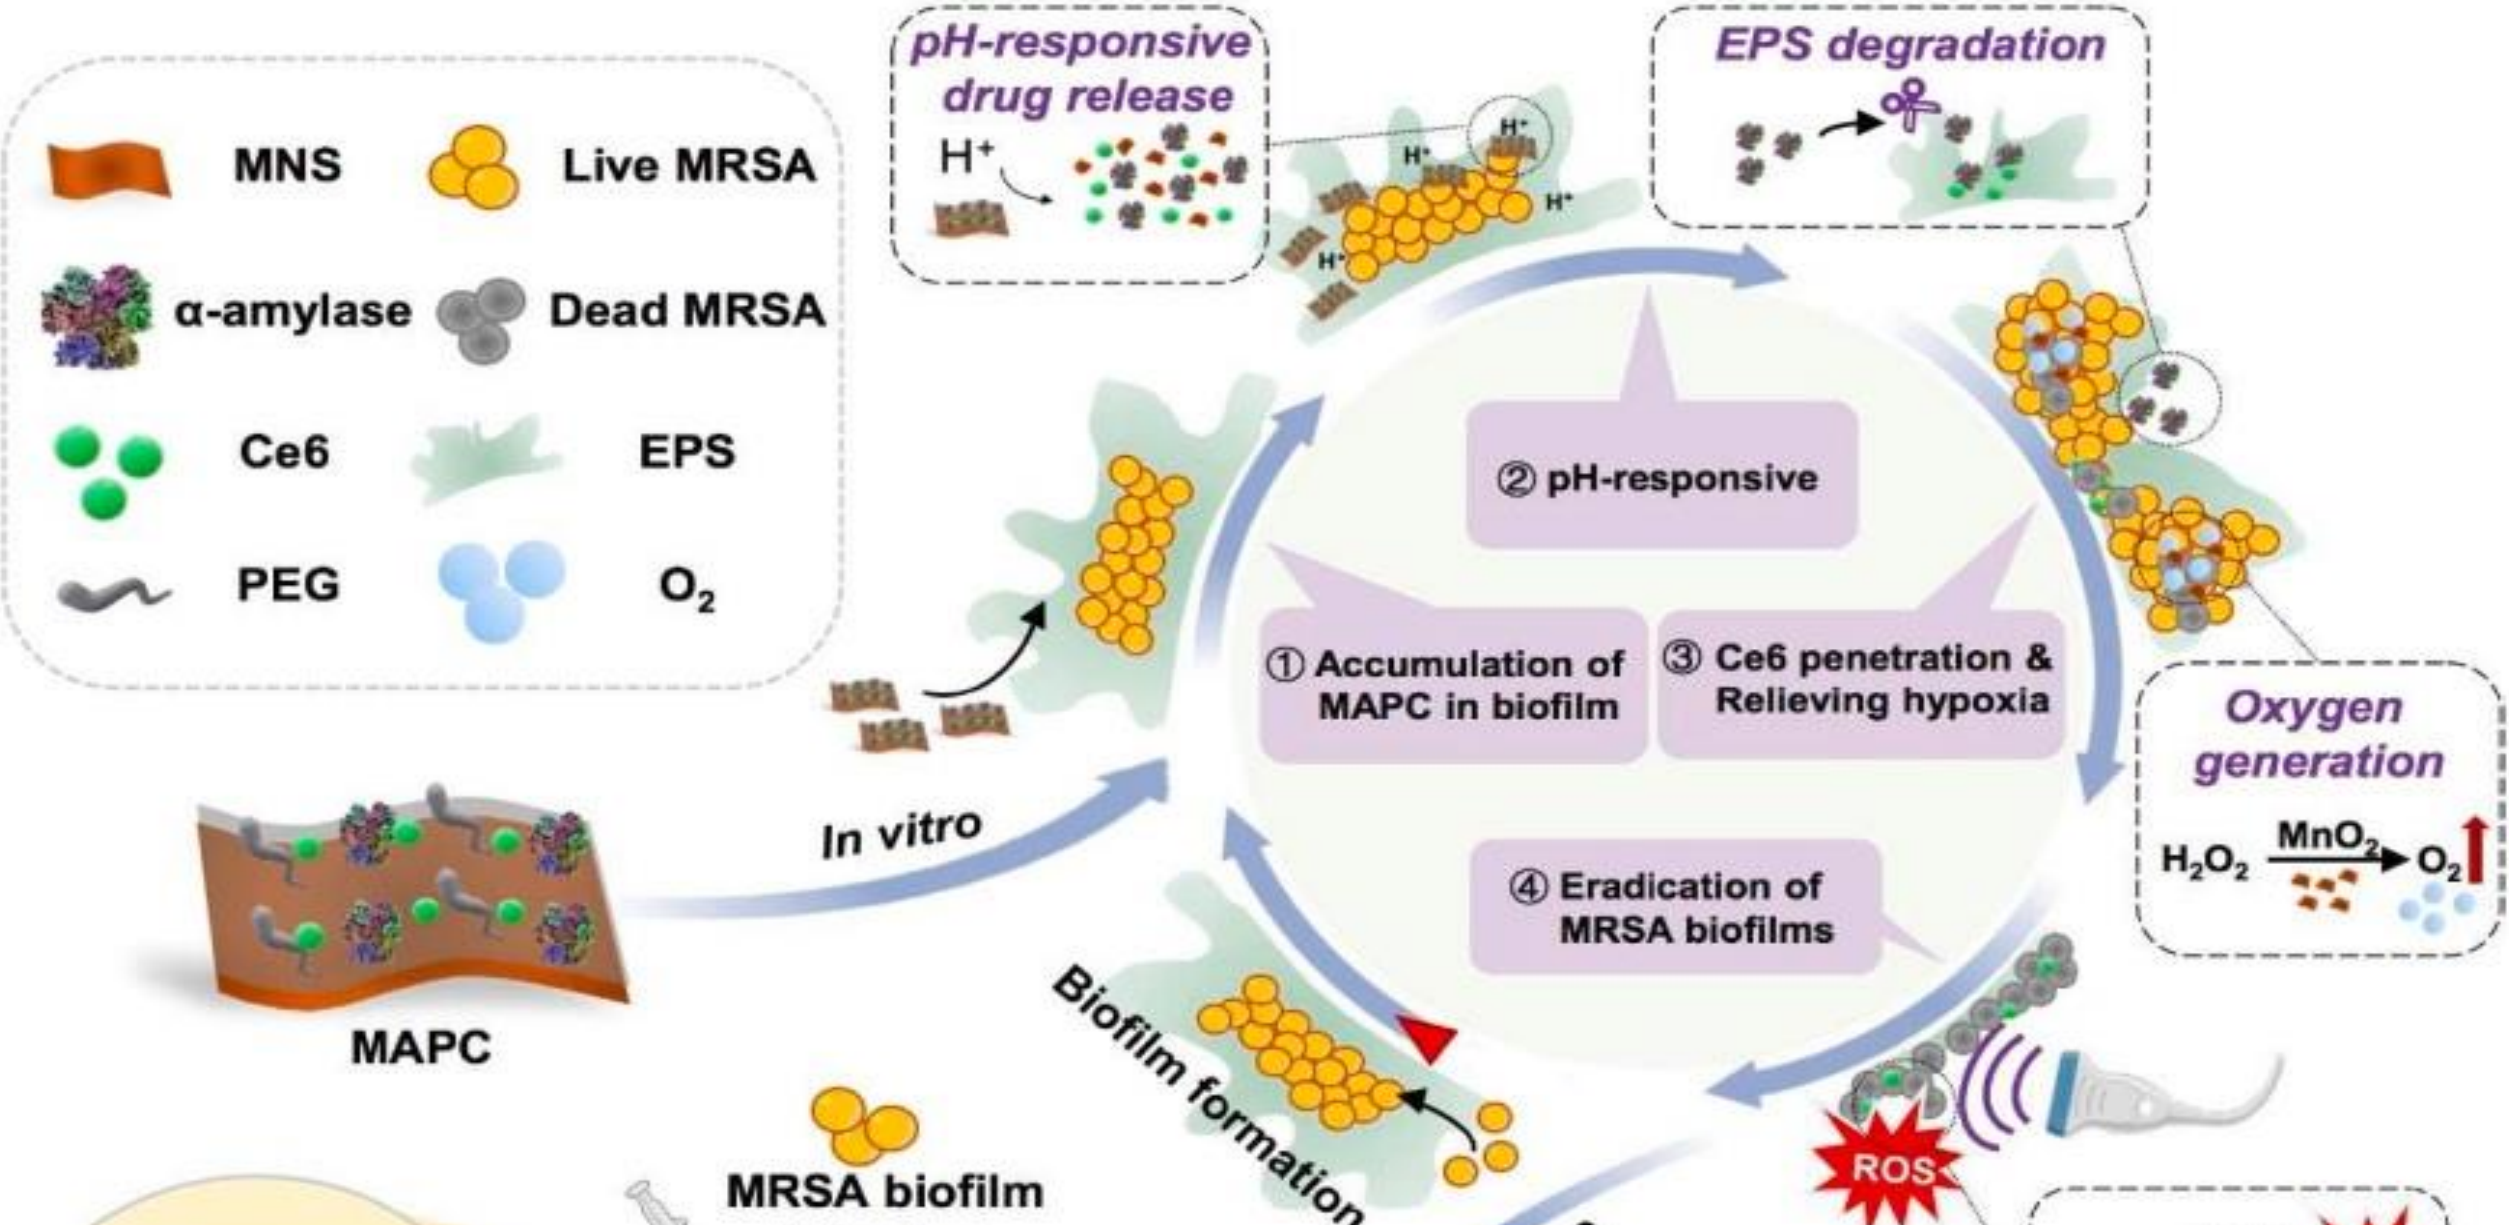 MNS
Live MRSA
α-amylase
Dead MRSA
Ce6
EPS
PEG
O₂
pH-responsive
drug release
H⁺
H⁺
H⁺
H⁺
H⁺
EPS degradation
② pH-responsive
① Accumulation of
MAPC in biofilm
③ Ce6 penetration &
Relieving hypoxia
④ Eradication of
MRSA biofilms
Oxygen
generation
H₂O₂
MnO₂
O₂
In vitro
MAPC
Biofilm formation
MRSA biofilm
ROS